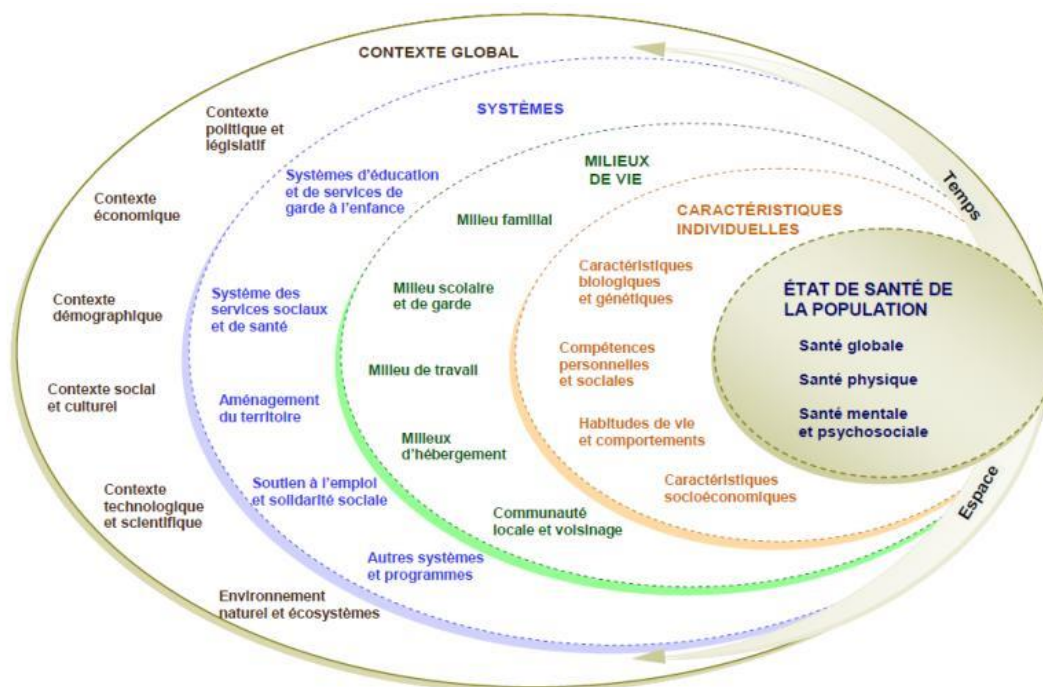 CONTEXTE GLOBAL
Contexte
politique et
législatif
Contexte
économique
Contexte
démographique
Contexte social
et culturel
Contexte
technologique
et scientifique
Environnement
naturel et écosystèmes
SYSTÈMES
Systèmes d'éducation
et de services de
garde à l'enfance
Système des
services sociaux
et de santé
Aménagement
du territoire
Soutien à l'emploi
et solidarité sociale
Autres systèmes
et programmes
MILIEUX
DE VIE
Milieu familial
Milieu scolaire
et de garde
Milieu de travail
Milieux
d'hébergement
Communauté
locale et voisinage
CARACTÉRISTIQUES
INDIVIDUELLES
Caractéristiques
biologiques
et génétiques
Compétences
personnelles
et sociales
Habitudes de vie
et comportements
Caractéristiques
socioéconomiques
ÉTAT DE SANTÉ DE
LA POPULATION
Santé globale
Santé physique
Santé mentale
et psychosociale
Temps
Espace